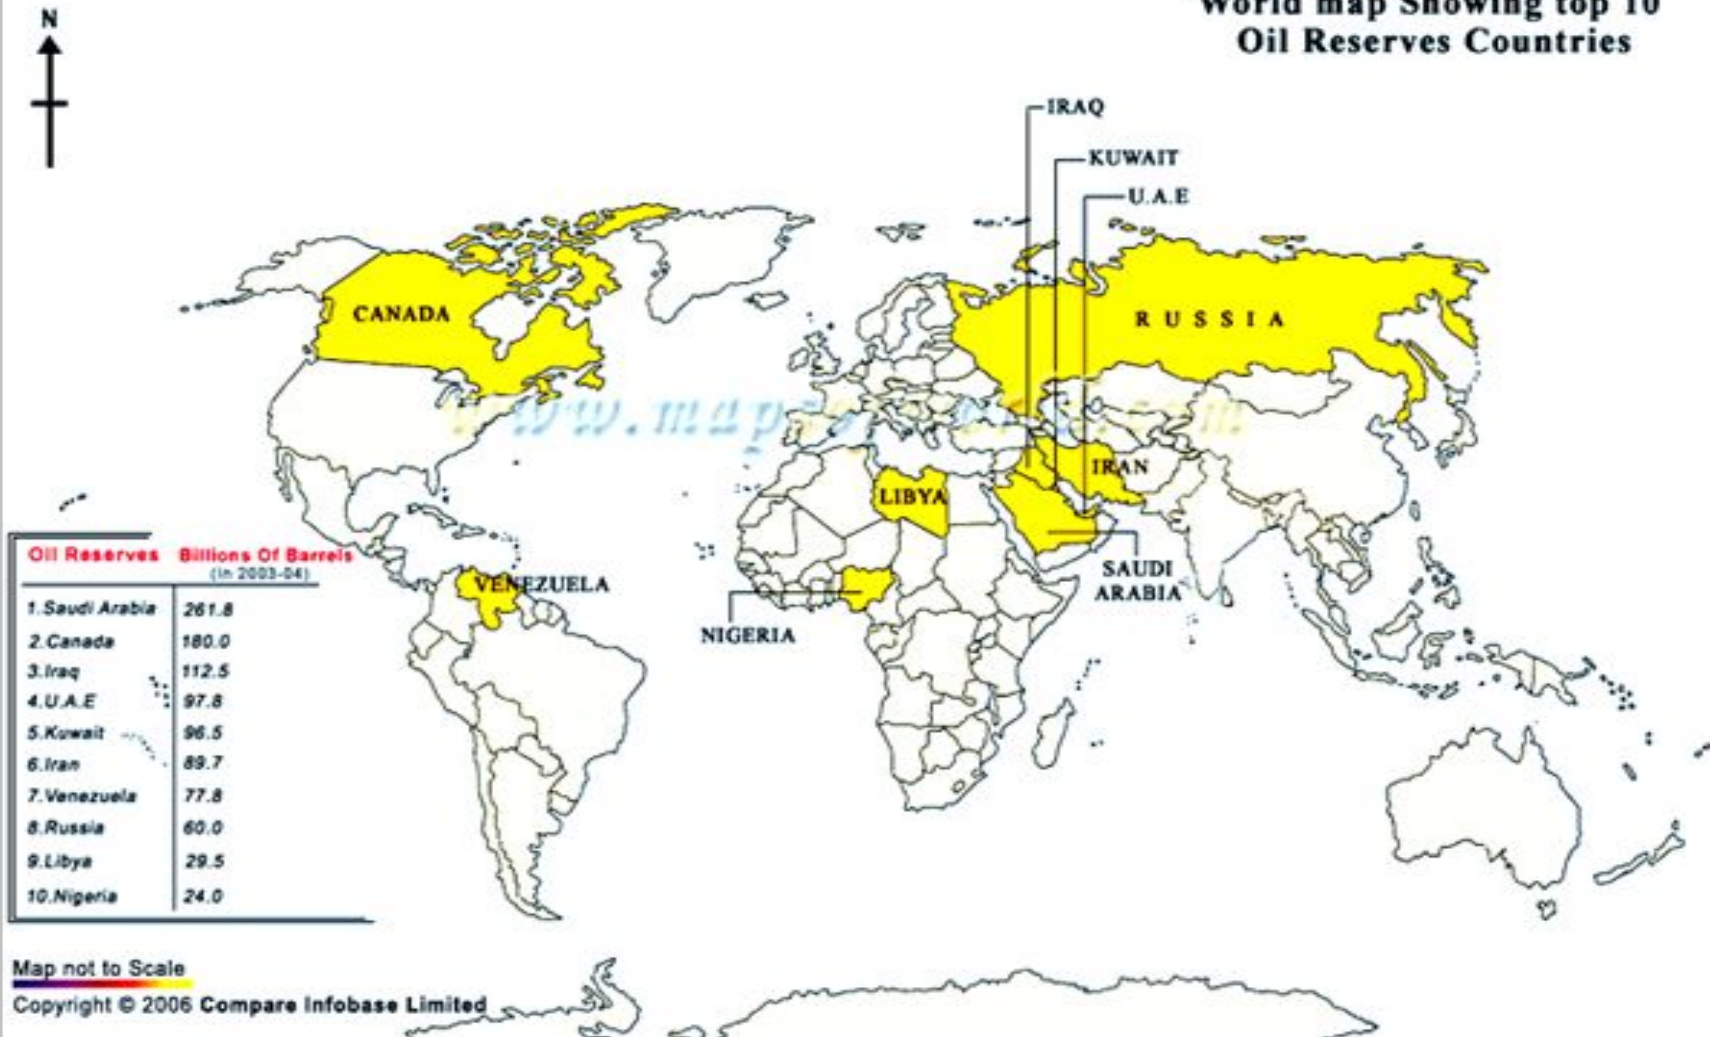 N
World map Showing top 10
Oil Reserves Countries
IRAQ
KUWAIT
U.A.E
CANADA
RUSSIA
IRAN
LIBYA
SAUDI
ARABIA
VENEZUELA
NIGERIA
Oil Reserves Billions Of Barrels
(In 2003-04)
1.Saudi Arabia 261.8
2.Canada 180.0
3.Iraq 112.5
4.U.A.E 97.8
5.Kuwait 96.5
6.Iran 89.7
7.Venezuela 77.8
8.Russia 60.0
9.Libya 29.5
10.Nigeria 24.0
Map not to Scale
Copyright © 2006 Compare Infobase Limited